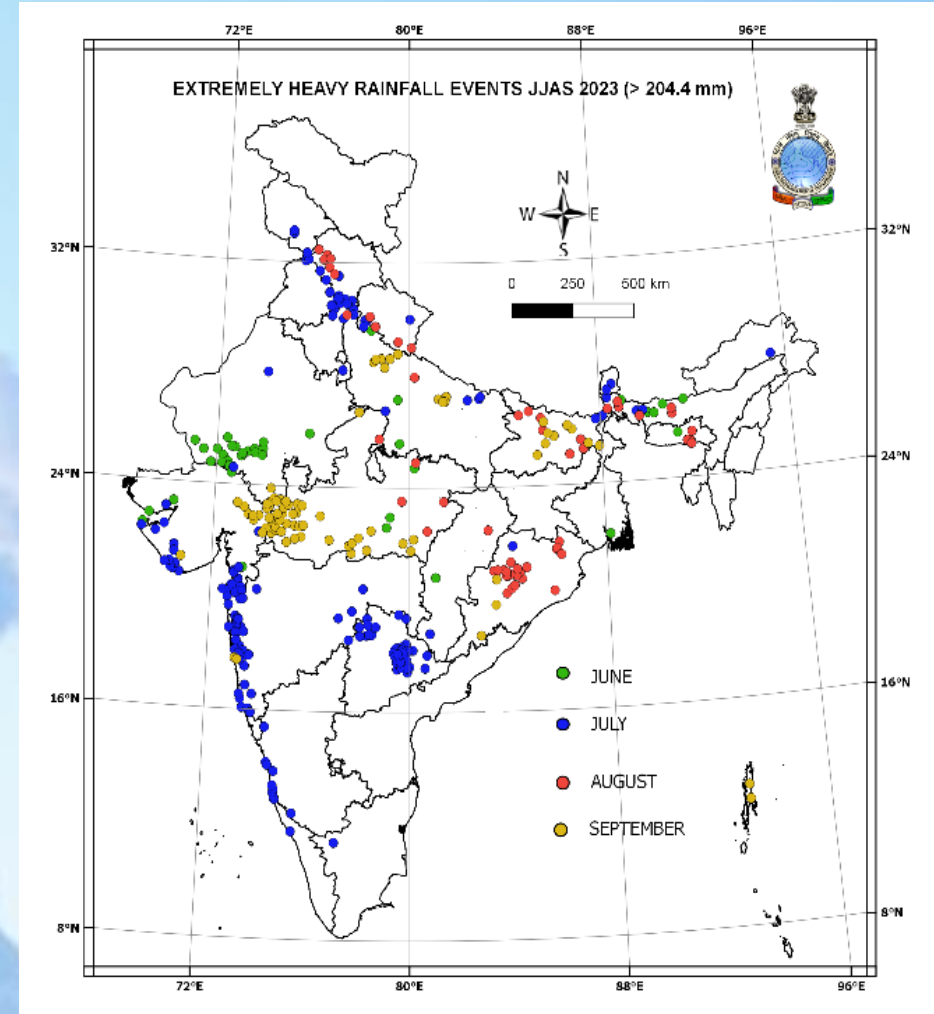 72°E 80°E 88°E 96°E
EXTREMELY HEAVY RAINFALL EVENTS JJAS 2023 (> 204.4 mm)
N
W E
S
32°N 32°N
0 250 500 km
24°N 24°N
16°N 16°N
JUNE
JULY
AUGUST
SEPTEMBER
8°N 8°N
72°E 80°E 88°E 96°E